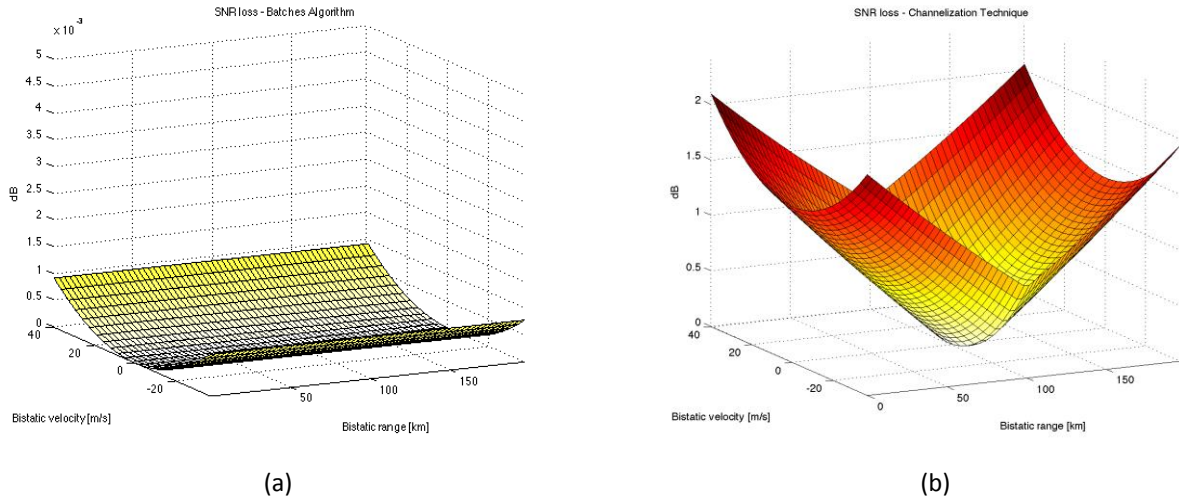 SNR loss - Batches Algorithm
x 10⁻³
5
4.5
4
3.5
3
2.5
2
1.5
1
0.5
0
dB
40
20
0
-20
Bistatic velocity [m/s]
50
100
150
Bistatic range [km]
(a)
SNR loss - Channelization Technique
2
1.5
1
0.5
0
dB
40
20
0
-20
Bistatic velocity [m/s]
0
50
100
150
Bistatic range [km]
(b)